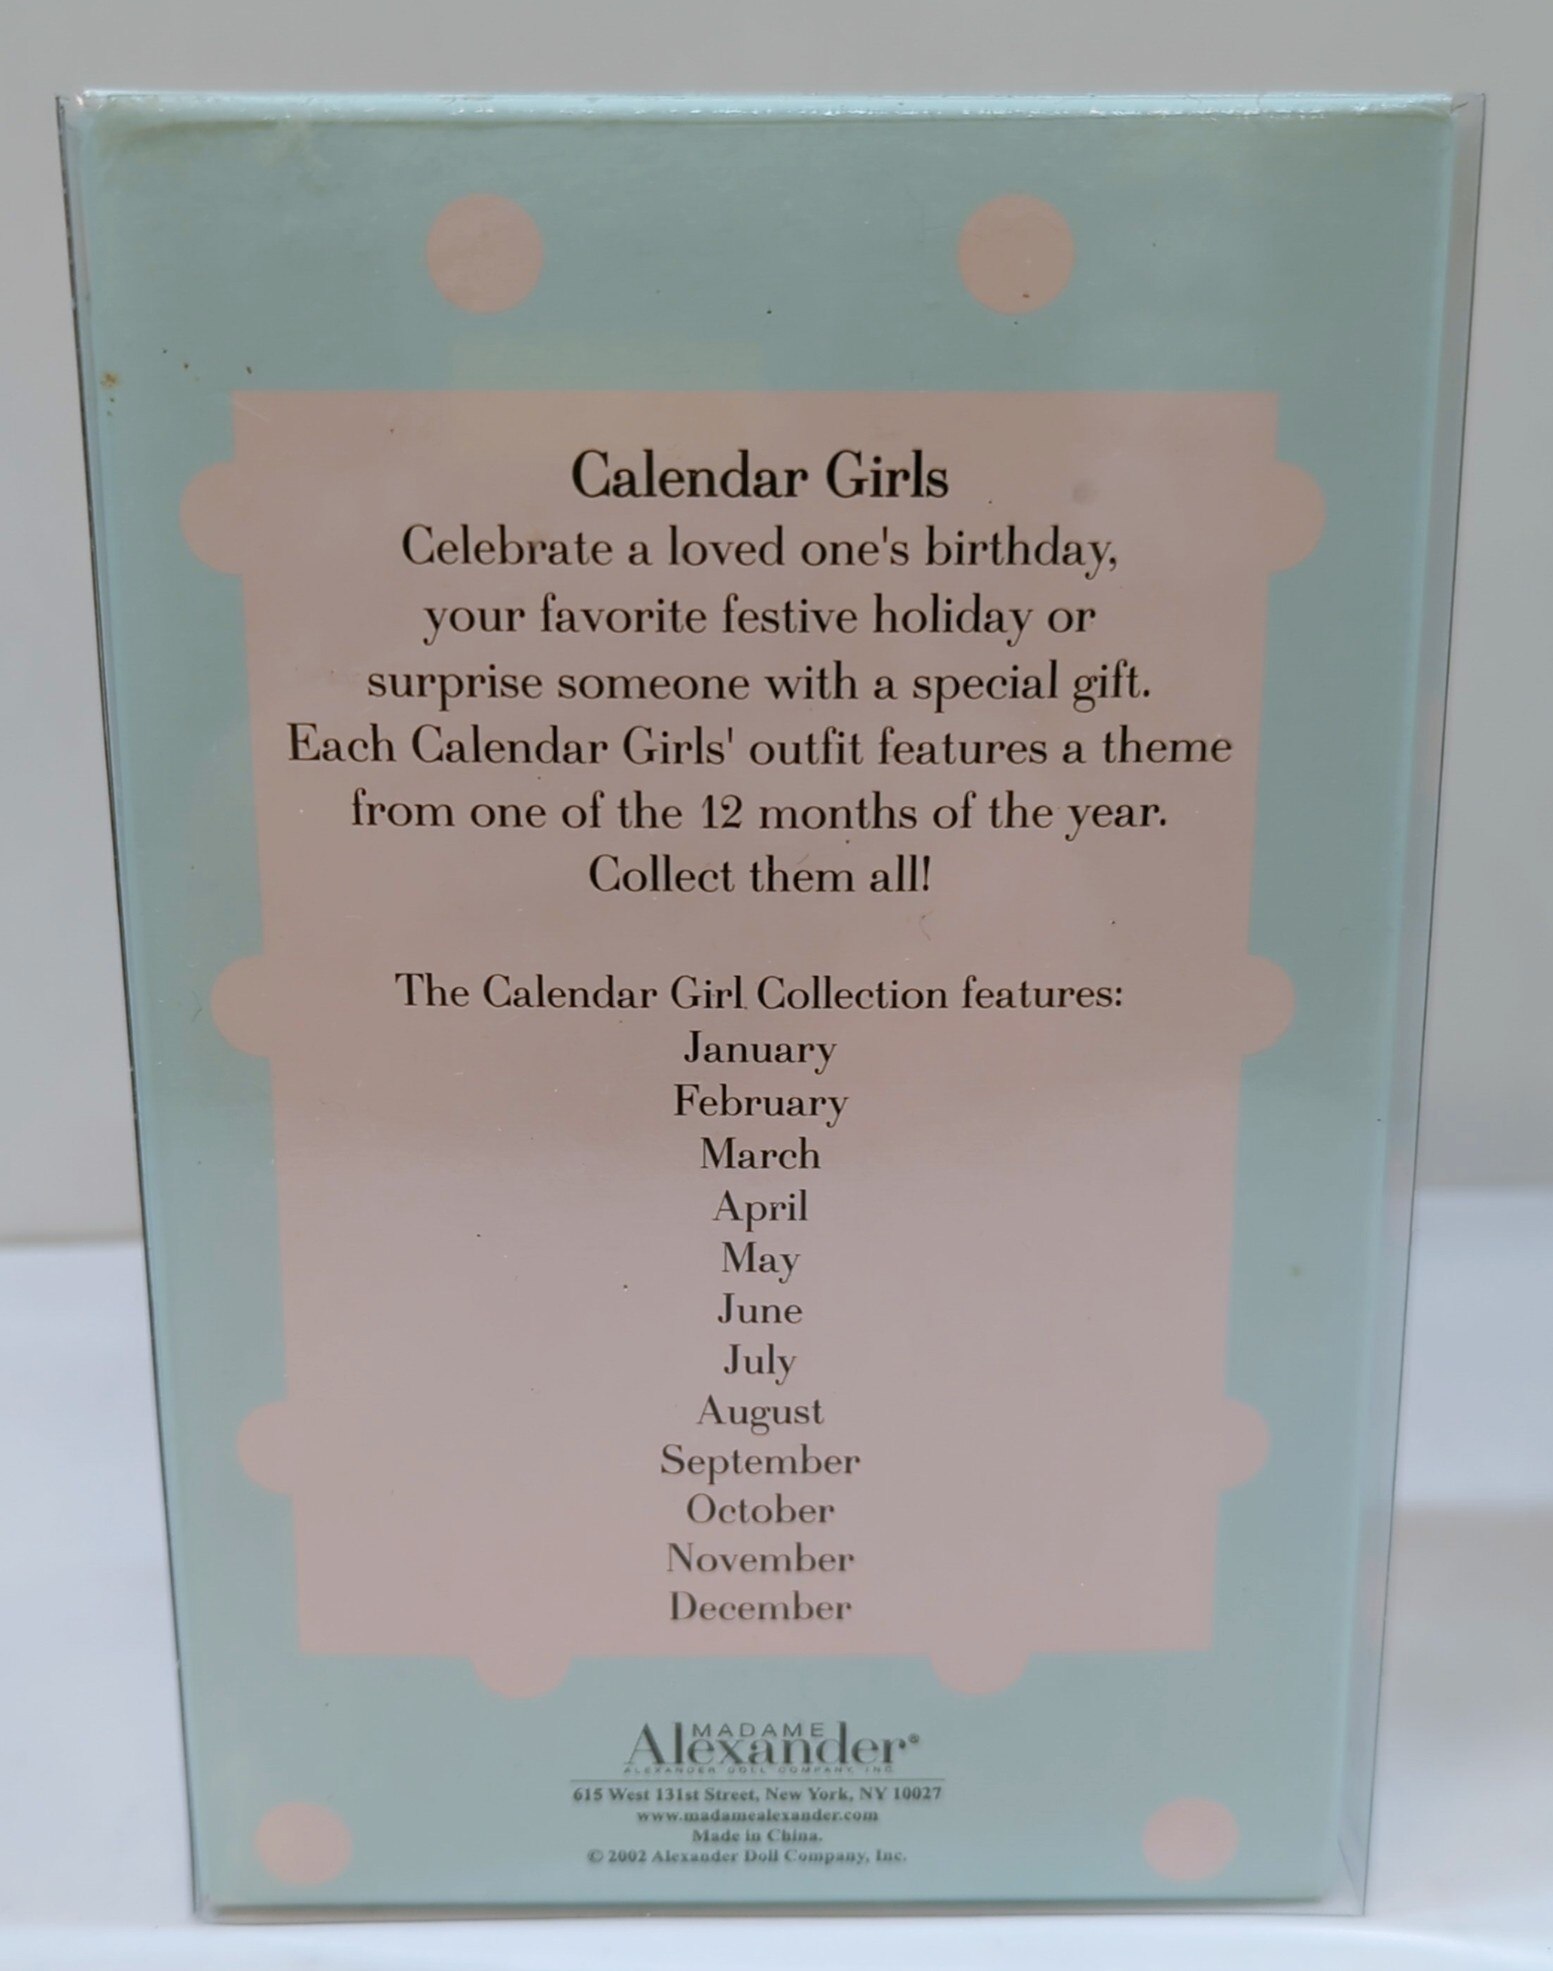 Calendar Girls
Celebrate a loved one's birthday,
your favorite festive holiday or
surprise someone with a special gift.
Each Calendar Girls' outfit features a theme
from one of the 12 months of the year.
Collect them all!
The Calendar Girl Collection features:
January
February
March
April
May
June
July
August
September
October
November
December
MADAME
Alexander®
ALEXANDER DOLL COMPANY, INC.
615 West 131st Street, New York, NY 10027
www.madamealexander.com
Made in China.
© 2002 Alexander Doll Company, Inc.